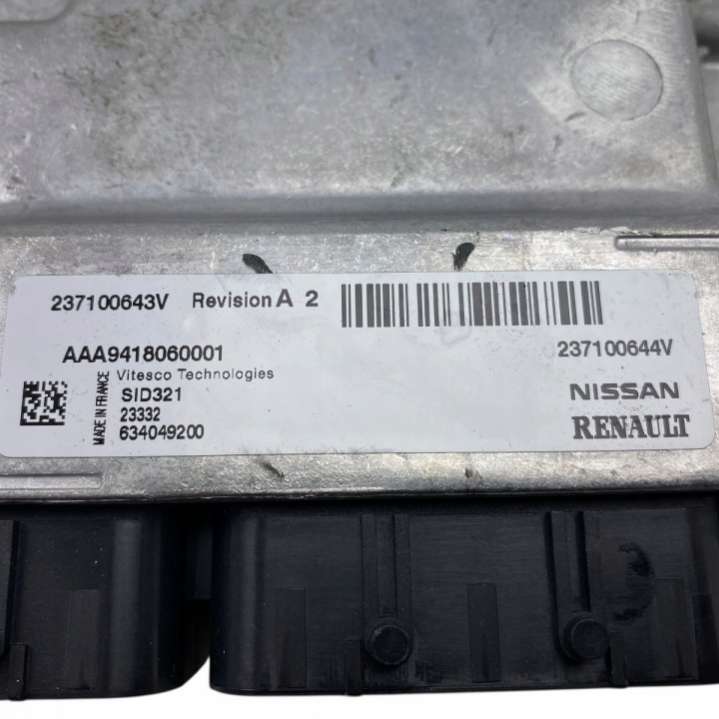 237100643V Revision A 2
AAA9418060001
237100644V
MADE IN FRANCE
Vitesco Technologies
SID321
23332
634049200
NISSAN
RENAULT